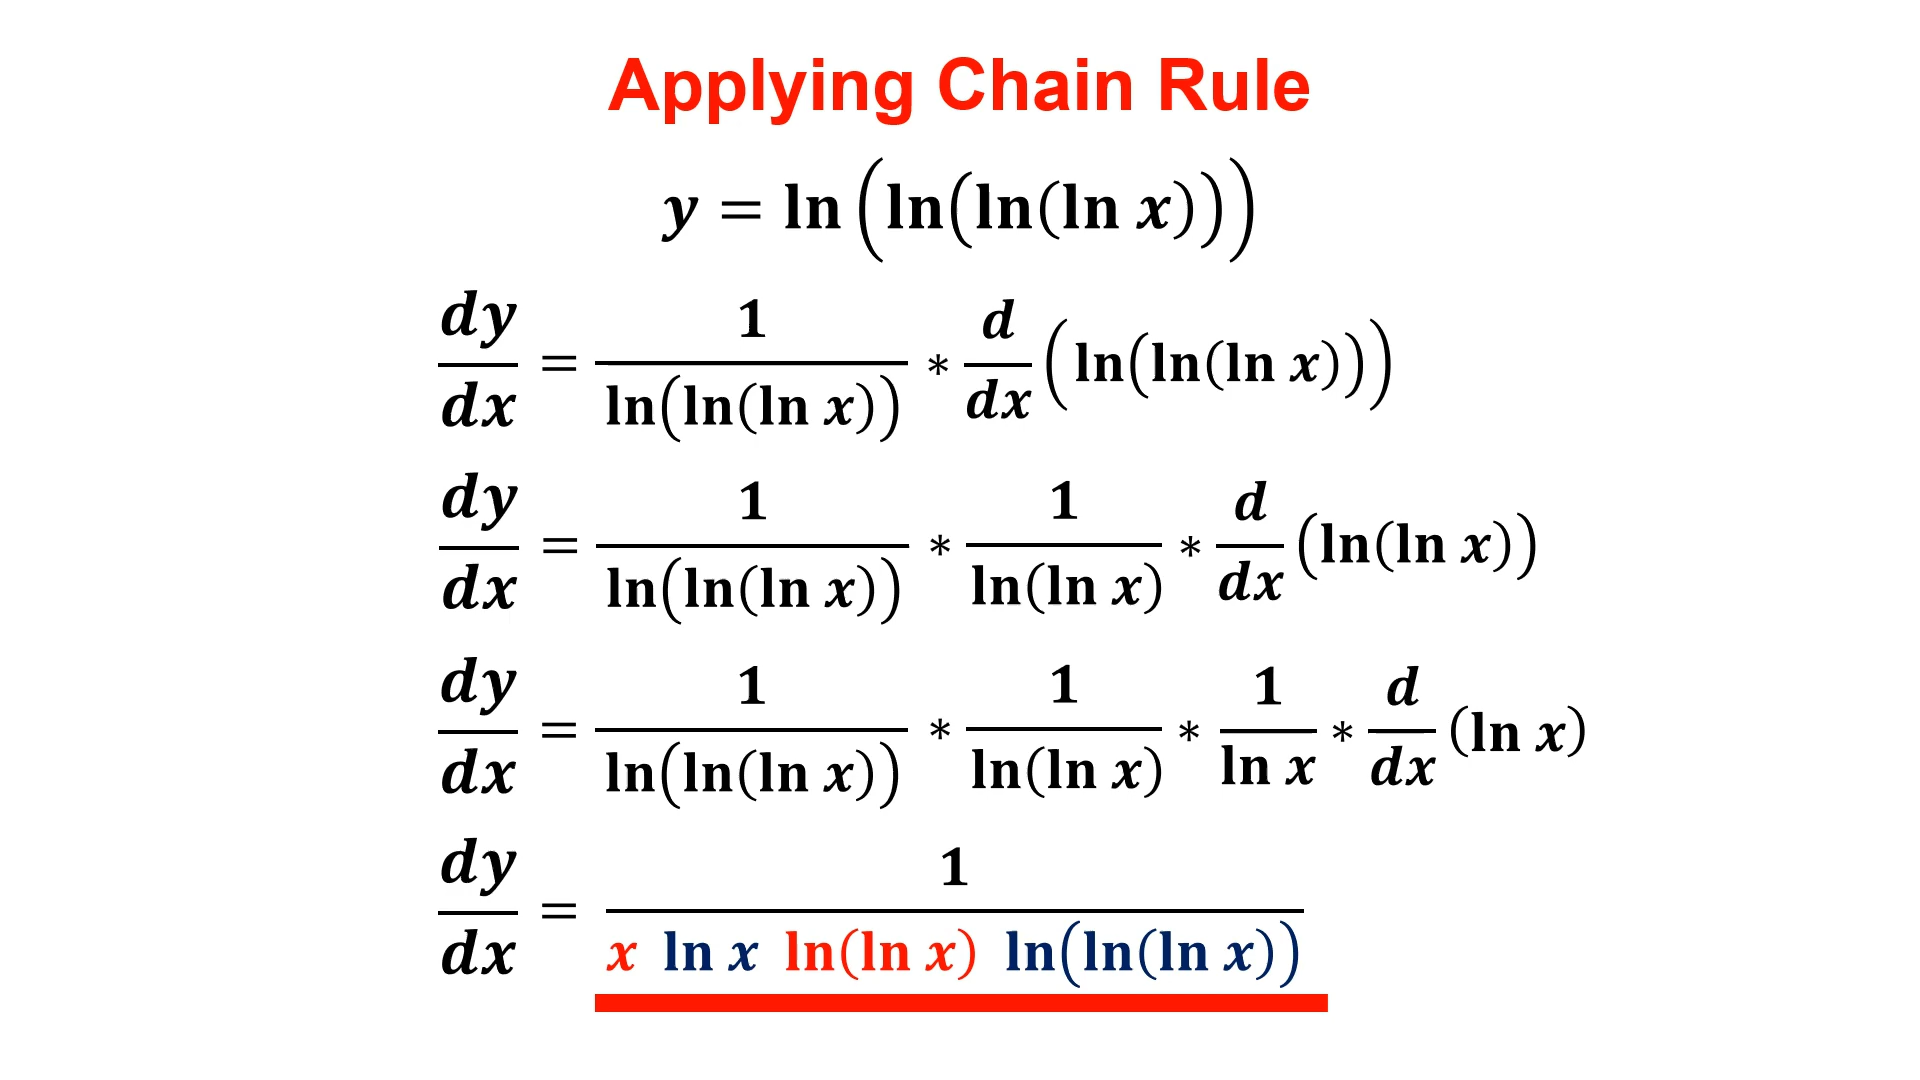 Applying Chain Rule
y = ln(ln(ln(ln x)))
dy/dx = 1/ln(ln(ln x)) * d/dx (ln(ln(ln x)))
dy/dx = 1/ln(ln(ln x)) * 1/ln(ln x) * d/dx (ln(ln x))
dy/dx = 1/ln(ln(ln x)) * 1/ln(ln x) * 1/ln x * d/dx (ln x)
dy/dx = 1/x ln x ln(ln x) ln(ln(ln x))